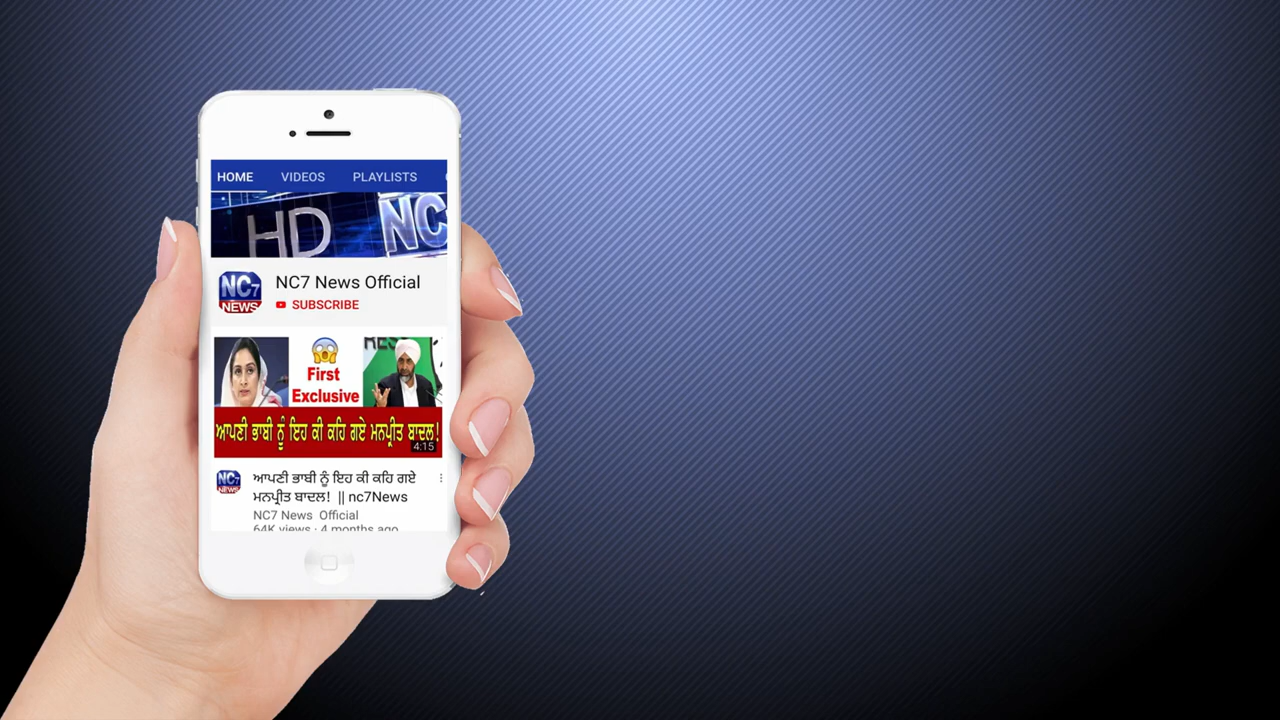 HOME VIDEOS PLAYLISTS
HD NC
NC7 NEWS
NC7 News Official
SUBSCRIBE
First
Exclusive
ਆਪਣੀ ਭਾਬੀ ਨੂੰ ਇਹ ਕੀ ਕਹਿ ਗਏ ਮਨਪ੍ਰੀਤ ਬਾਦਲ!
4:15
NC7 NEWS
ਆਪਣੀ ਭਾਬੀ ਨੂੰ ਇਹ ਕੀ ਕਹਿ ਗਏ
ਮਨਪ੍ਰੀਤ ਬਾਦਲ! || nc7News
NC7 News Official
64K views · 4 months ago